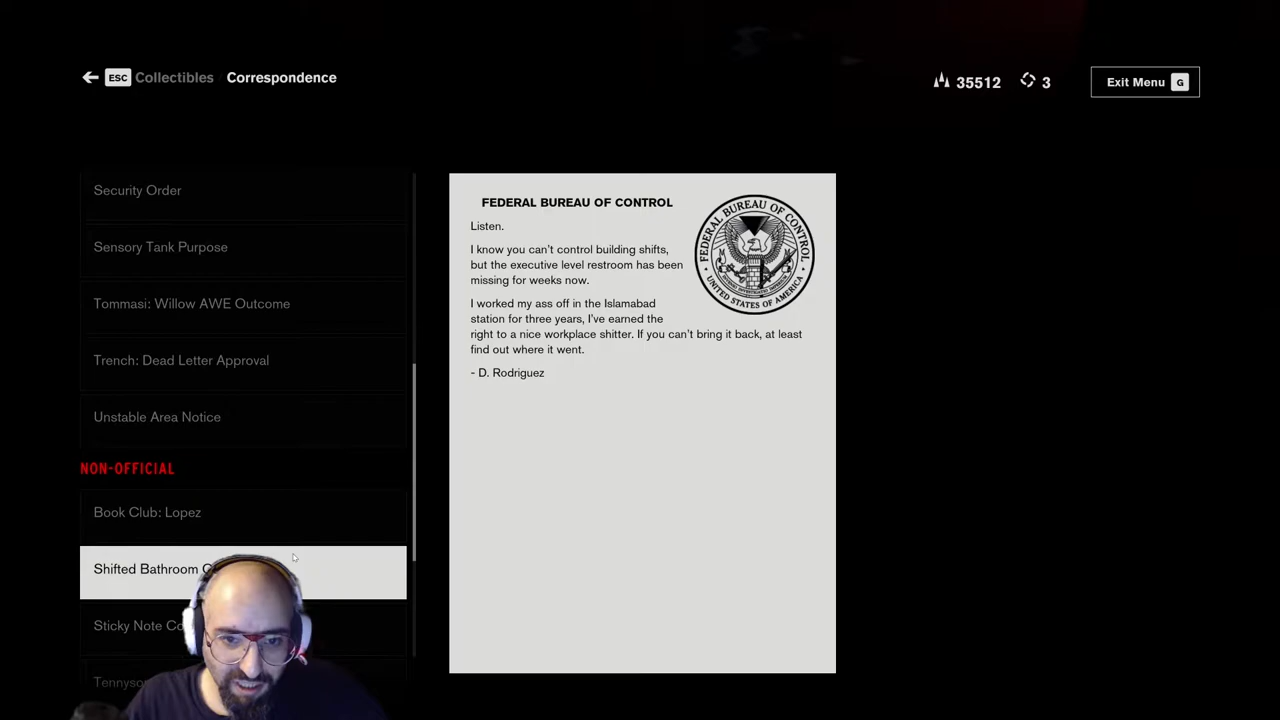 ESC Collectibles / Correspondence
35512
3
Exit Menu G
Security Order
Sensory Tank Purpose
Tommasi: Willow AWE Outcome
Trench: Dead Letter Approval
Unstable Area Notice
NON-OFFICIAL
Book Club: Lopez
Shifted Bathroom
Sticky Note
FEDERAL BUREAU OF CONTROL
Listen.
I know you can't control building shifts,
but the executive level restroom has been
missing for weeks now.
I worked my ass off in the Islamabad
station for three years, I've earned the
right to a nice workplace shitter. If you can't bring it back, at least
find out where it went.
- D. Rodriguez
FEDERAL BUREAU OF CONTROL
UNITED STATES OF AMERICA